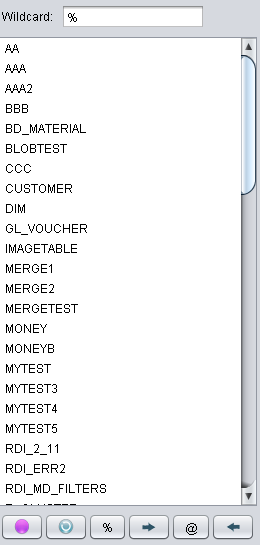 Wildcard: %
AA
AAA
AAA2
BBB
BD_MATERIAL
BLOBTEST
CCC
CUSTOMER
DIM
GL_VOUCHER
IMAGETABLE
MERGE1
MERGE2
MERGETEST
MONEY
MONEYB
MYTEST
MYTEST3
MYTEST4
MYTEST5
RDI_2_11
RDI_ERR2
RDI_MD_FILTERS
% @